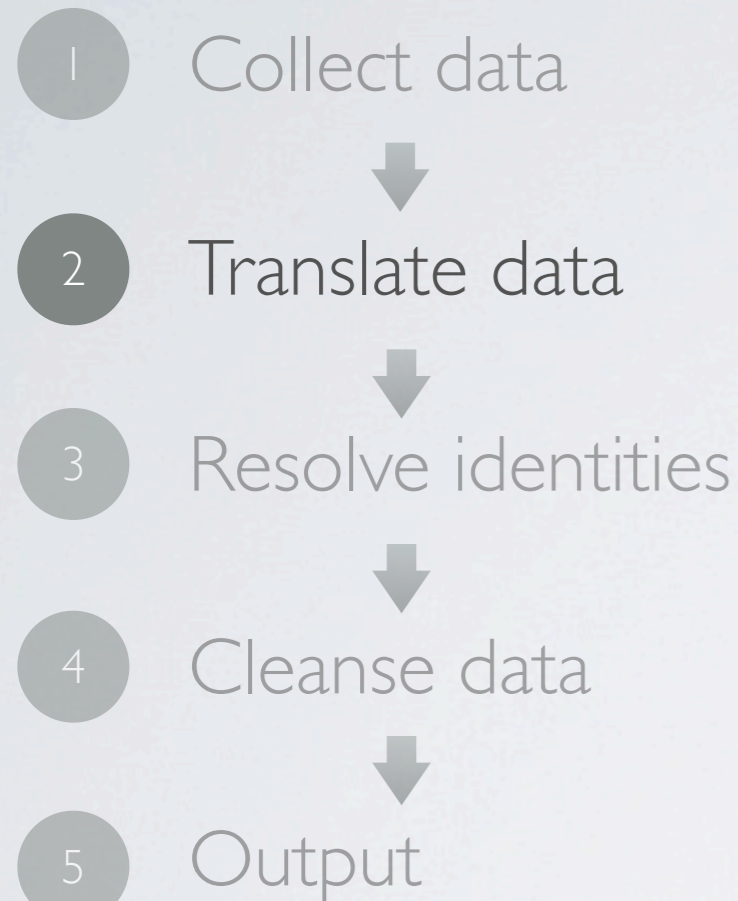 1 Collect data
2 Translate data
3 Resolve identities
4 Cleanse data
5 Output